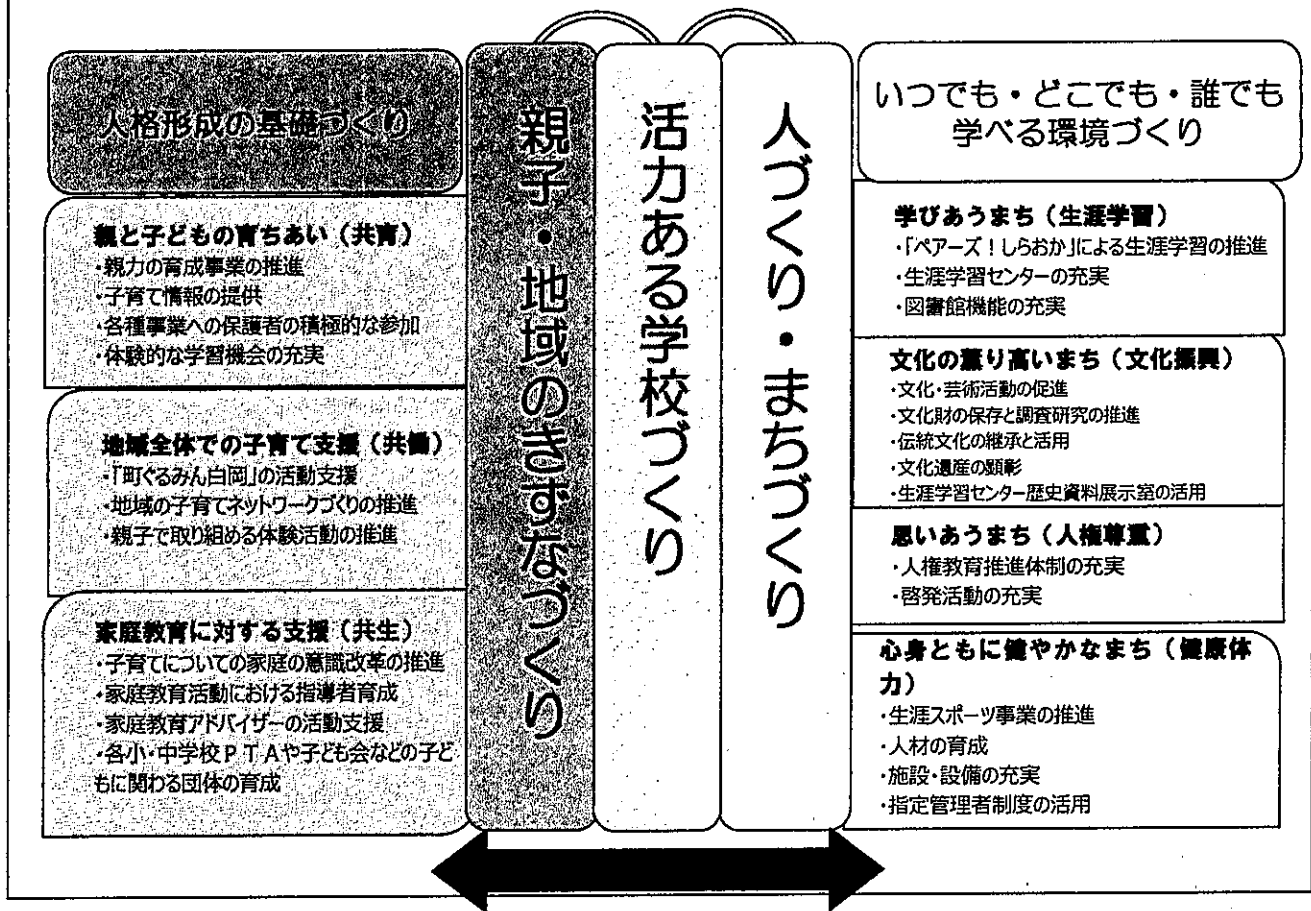 人格形成の基礎づくり
親と子どもの育ちあい（共育）
・親力の育成事業の推進
・子育て情報の提供
・各種事業への保護者の積極的な参加
・体験的な学習機会の充実
地域全体での子育て支援（共働）
・「町ぐるみん白岡」の活動支援
・地域の子育てネットワークづくりの推進
・親子で取り組める体験活動の推進
家庭教育に対する支援（共生）
・子育てについての家庭の意識改革の推進
・家庭教育活動における指導者育成
・家庭教育アドバイザーの活動支援
・各小・中学校ＰＴＡや子ども会などの子ど
もに関わる団体の育成
親子・地域のきずなづくり
活力ある学校づくり
人づくり・まちづくり
いつでも・どこでも・誰でも
学べる環境づくり
学びあうまち（生涯学習）
・「ペアーズ！しらおか」による生涯学習の推進
・生涯学習センターの充実
・図書館機能の充実
文化の薫り高いまち（文化振興）
・文化・芸術活動の促進
・文化財の保存と調査研究の推進
・伝統文化の継承と活用
・文化遺産の顕彰
・生涯学習センター歴史資料展示室の活用
思いあうまち（人権尊重）
・人権教育推進体制の充実
・啓発活動の充実
心身ともに健やかなまち（健康体
力）
・生涯スポーツ事業の推進
・人材の育成
・施設・設備の充実
・指定管理者制度の活用